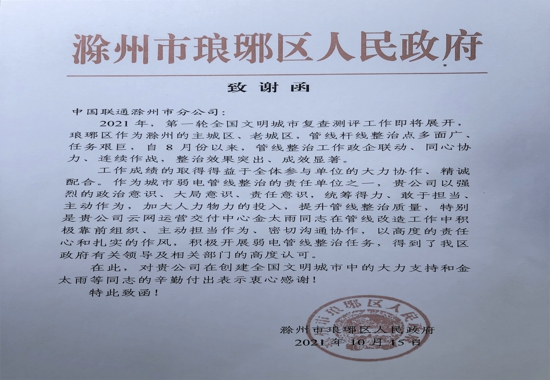 滁州市琅琊区人民政府
致谢函
中国联通滁州市分公司：
2021年，第一轮全国文明城市复查测评工作即将展开，
琅琊区作为滁州的主城区、老城区，管线杆线整治点多面广、
任务艰巨，自8月份以来，管线整治工作政企联动、同心协
力、连续作战，整治效果突出、成效显著。
工作成绩的取得得益于全体参与单位的大力协作、精诚
配合。作为城市弱电管线整治的责任单位之一，贵公司以强
烈的政治意识、大局意识，责任意识，统筹得力、敢于担当、
主动作为，加大人力物力的投入，提升管线整治质量，特别
是贵公司云网运营交付中心金太雨同志在管线改造工作中积
极靠前组织、主动担当作为、密切沟通协作，以高度的责任
心和扎实的作风，积极开展弱电管线整治任务，得到了我区
政府有关领导及相关部门的高度认可。
在此，对贵公司在创建全国文明城市中的大力支持和金
太雨等同志的辛勤付出表示衷心感谢！
特此致函！
滁州市琅琊区人民政府
2021年10月15日